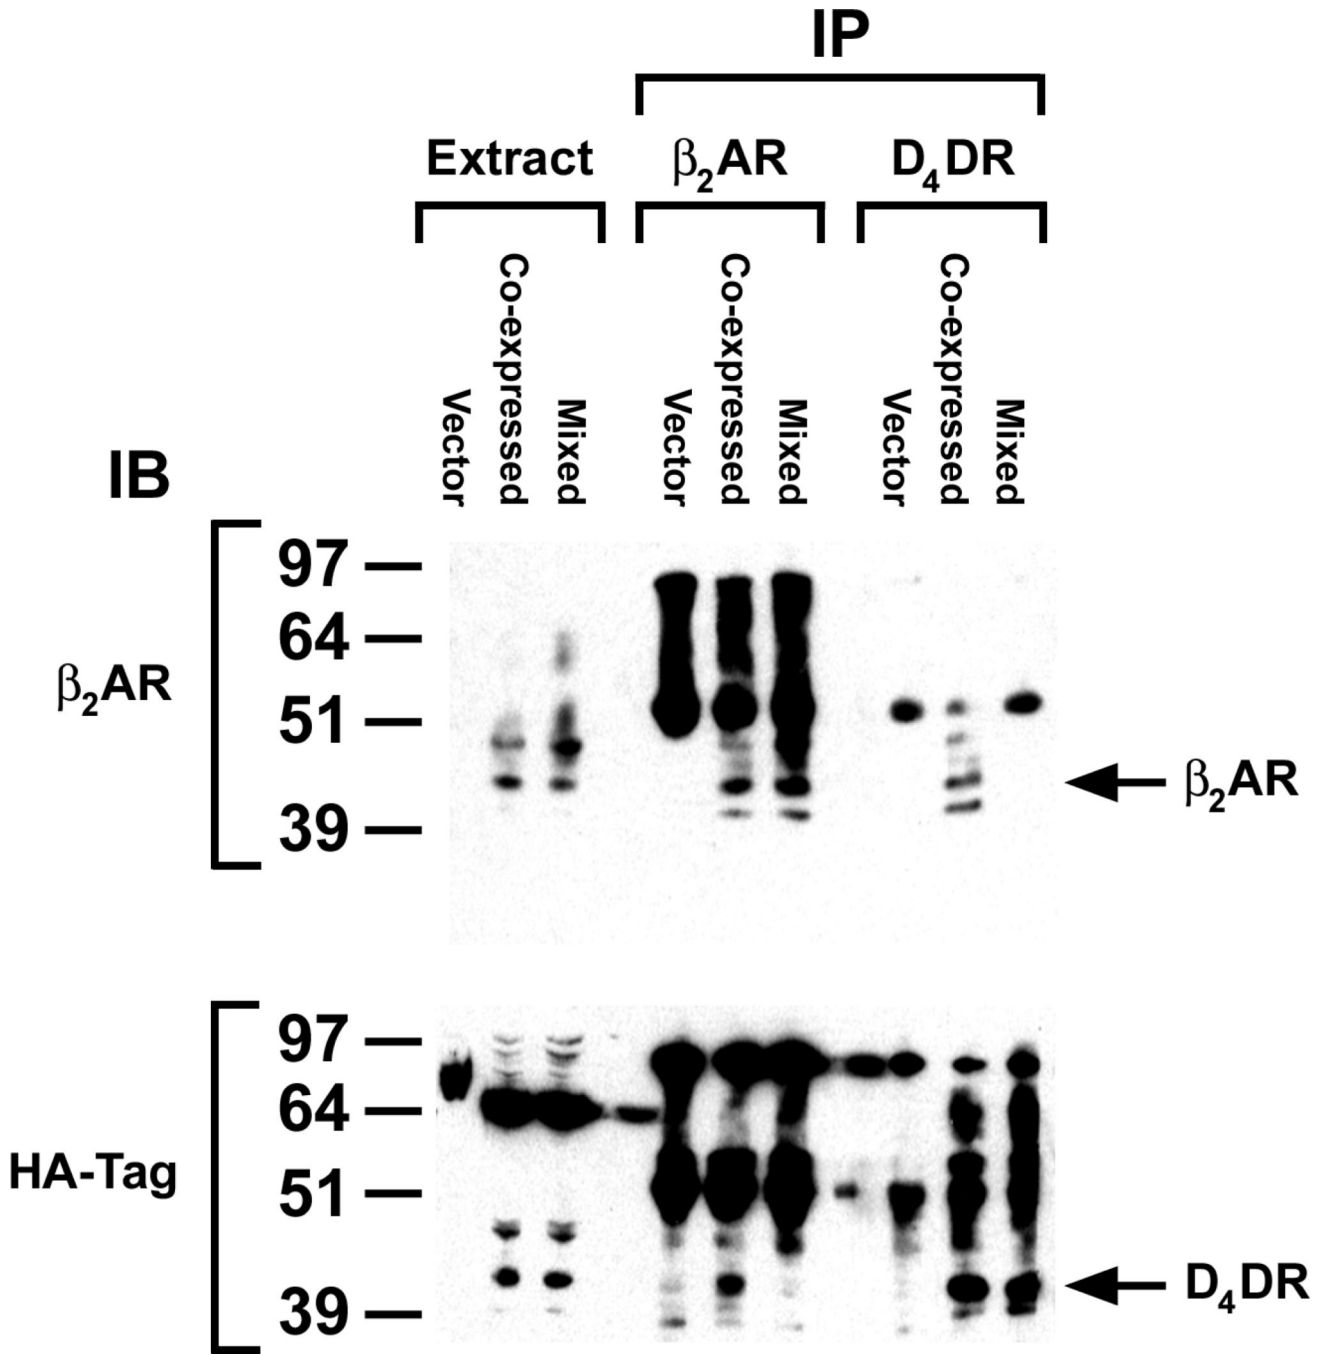 IP
Extract β₂AR D₄DR
Vector Co-expressed Mixed Vector Co-expressed Mixed Vector Co-expressed Mixed
IB
97
64
β₂AR
51
β₂AR
39
97
64
HA-Tag
51
D₄DR
39